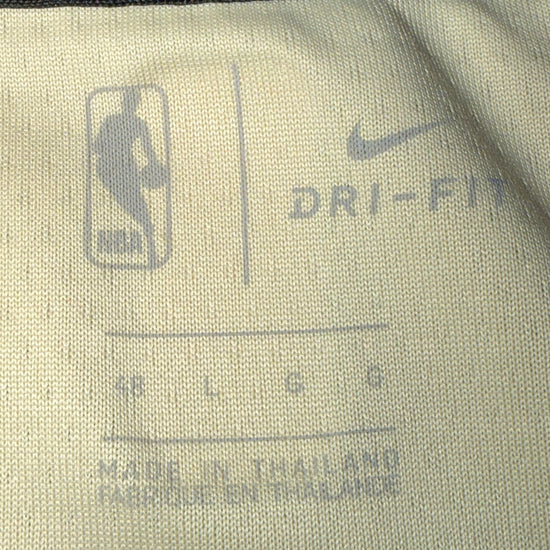 NBA
DRI-FIT
48 L G G
MADE IN THAILAND
FABRIQUÉ EN THAILANDE